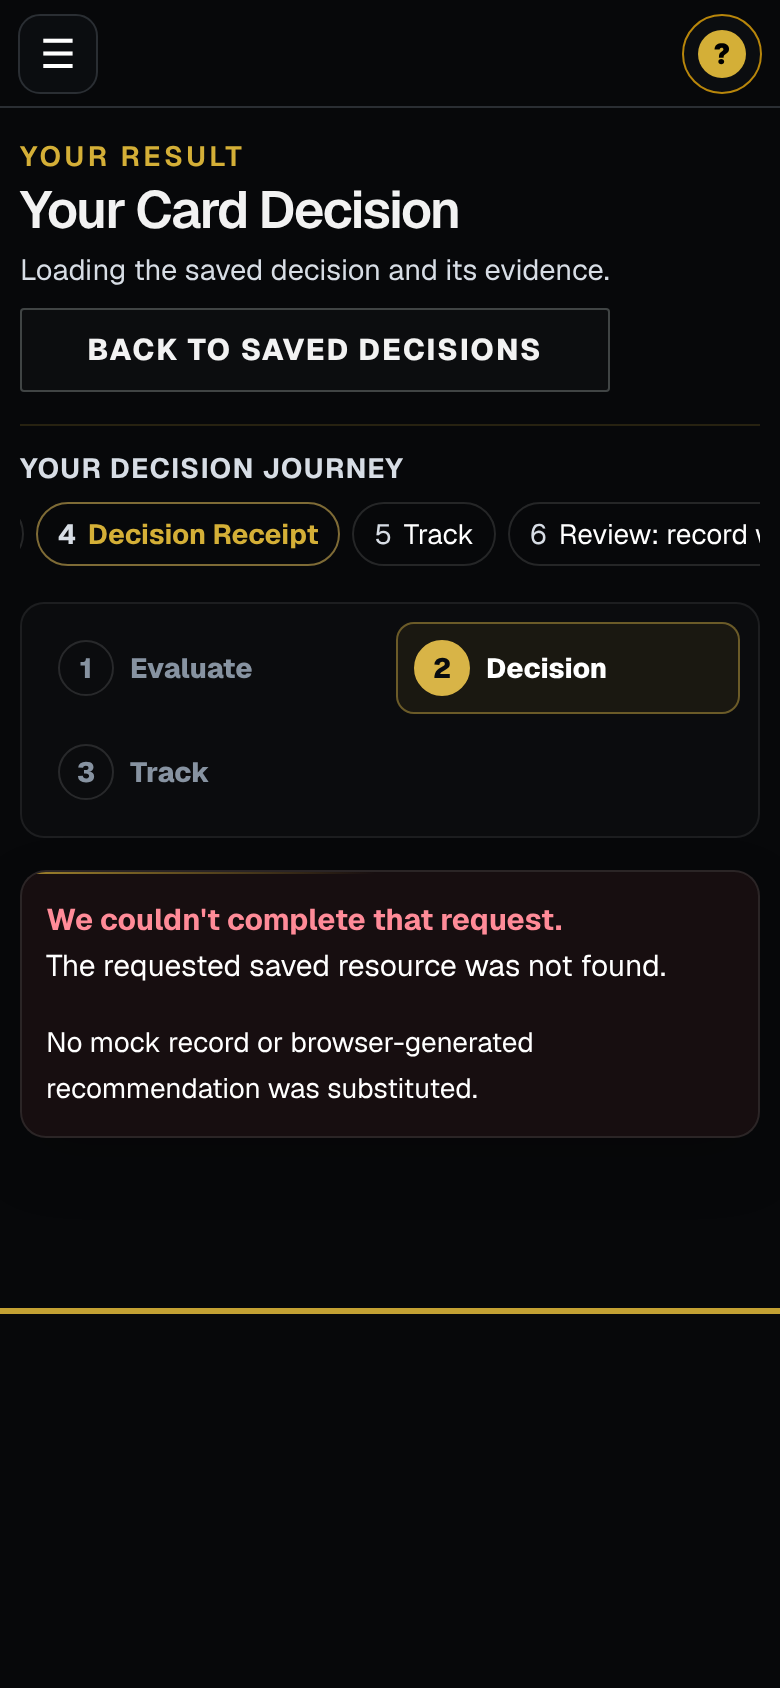 ☰
?
YOUR RESULT
Your Card Decision
Loading the saved decision and its evidence.
BACK TO SAVED DECISIONS
YOUR DECISION JOURNEY
4 Decision Receipt
5 Track
6 Review: record
1 Evaluate
2 Decision
3 Track
We couldn't complete that request.
The requested saved resource was not found.
No mock record or browser-generated
recommendation was substituted.